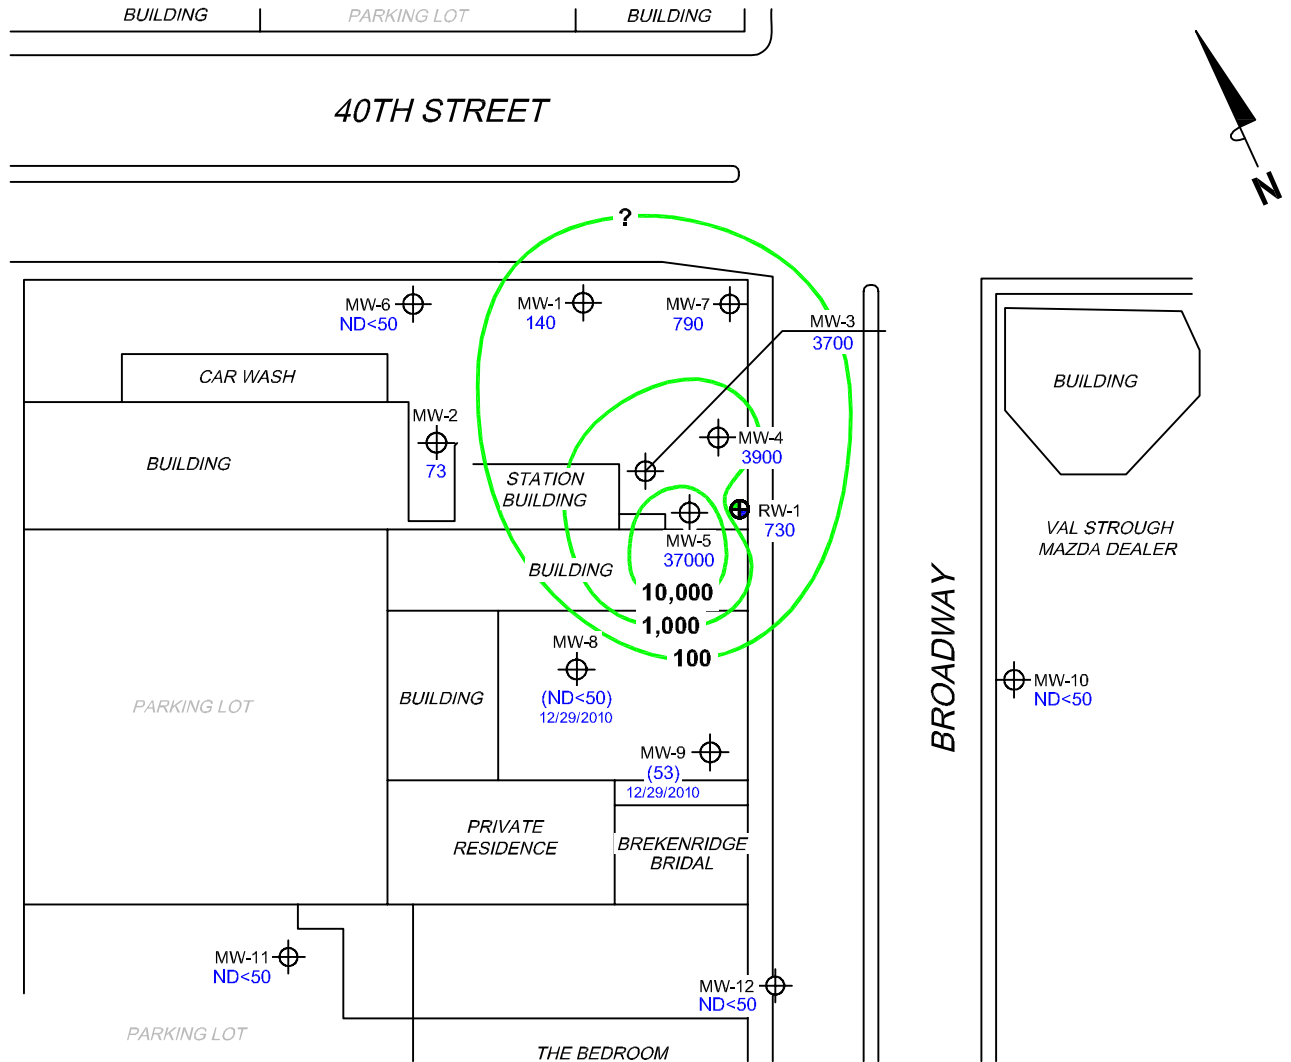 BUILDING
PARKING LOT
BUILDING
40TH STREET
N
?
MW-6
ND<50
MW-1
140
MW-7
790
MW-3
3700
CAR WASH
BUILDING
MW-2
73
MW-4
3900
BUILDING
STATION
BUILDING
RW-1
730
MW-5
37000
VAL STROUGH
MAZDA DEALER
BUILDING
10,000
1,000
100
BROADWAY
MW-8
(ND<50)
12/29/2010
MW-10
ND<50
PARKING LOT
BUILDING
MW-9
(53)
12/29/2010
PRIVATE
RESIDENCE
BREKENRIDGE
BRIDAL
MW-11
ND<50
MW-12
ND<50
PARKING LOT
THE BEDROOM